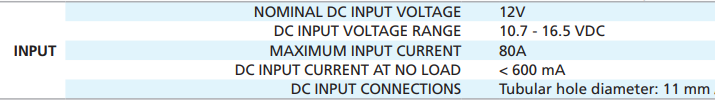 NOMINAL DC INPUT VOLTAGE 12V
DC INPUT VOLTAGE RANGE 10.7 - 16.5 VDC
INPUT MAXIMUM INPUT CURRENT 80A
DC INPUT CURRENT AT NO LOAD < 600 mA
DC INPUT CONNECTIONS Tubular hole diameter: 11 mm